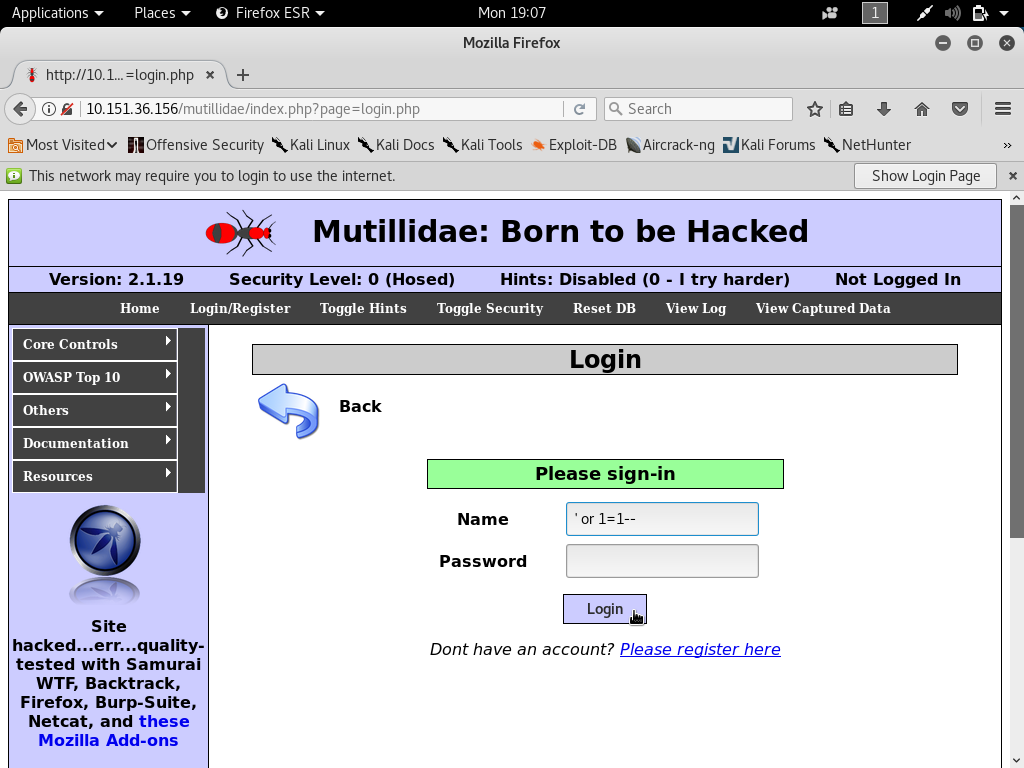 Applications Places Firefox ESR Mon 19:07 1
Mozilla Firefox
http://10.1... =login.php
10.151.36.156/mutillidae/index.php?page=login.php Search
Most Visited Offensive Security Kali Linux Kali Docs Kali Tools Exploit-DB Aircrack-ng Kali Forums NetHunter »
This network may require you to login to use the internet. Show Login Page
Mutillidae: Born to be Hacked
Version: 2.1.19 Security Level: 0 (Hosed) Hints: Disabled (0 - I try harder) Not Logged In
Home Login/Register Toggle Hints Toggle Security Reset DB View Log View Captured Data
Core Controls
OWASP Top 10
Others
Documentation
Resources
Site
hacked...err...quality-
tested with Samurai
WTF, Backtrack,
Firefox, Burp-Suite,
Netcat, and these
Mozilla Add-ons
Login
Back
Please sign-in
Name ' or 1=1--
Password
Login
Dont have an account? Please register here